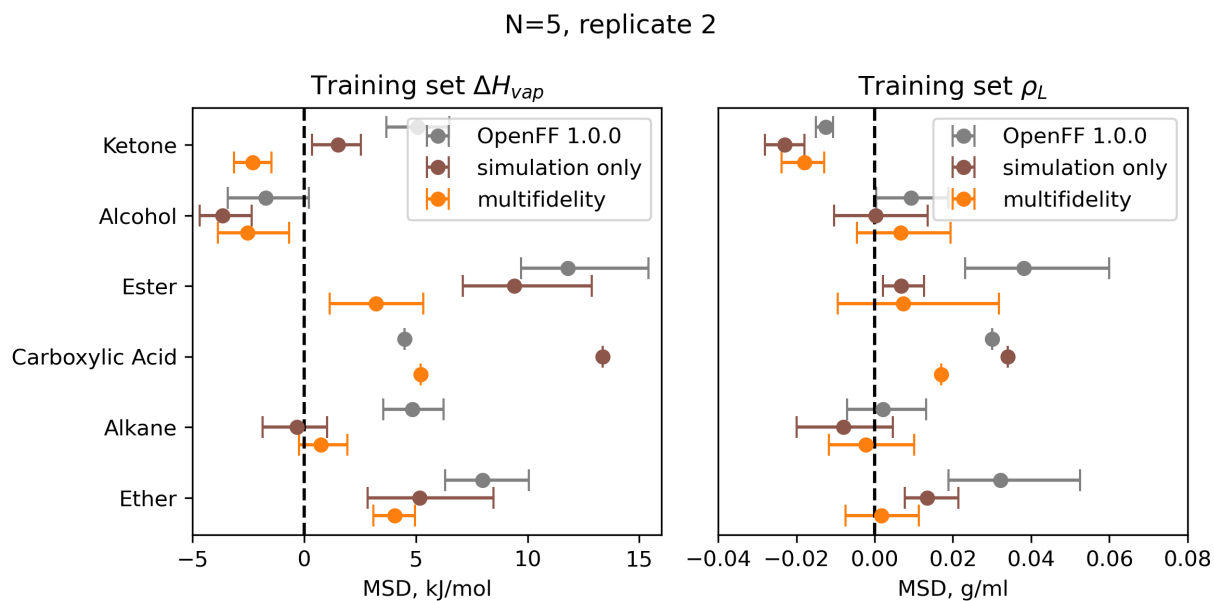 N=5, replicate 2
Training set ΔH_vap
Training set ρ_L
Ketone
Alcohol
Ester
Carboxylic Acid
Alkane
Ether
OpenFF 1.0.0
simulation only
multifidelity
OpenFF 1.0.0
simulation only
multifidelity
−5 0 5 10 15
−0.04 −0.02 0.00 0.02 0.04 0.06 0.08
MSD, kJ/mol
MSD, g/ml